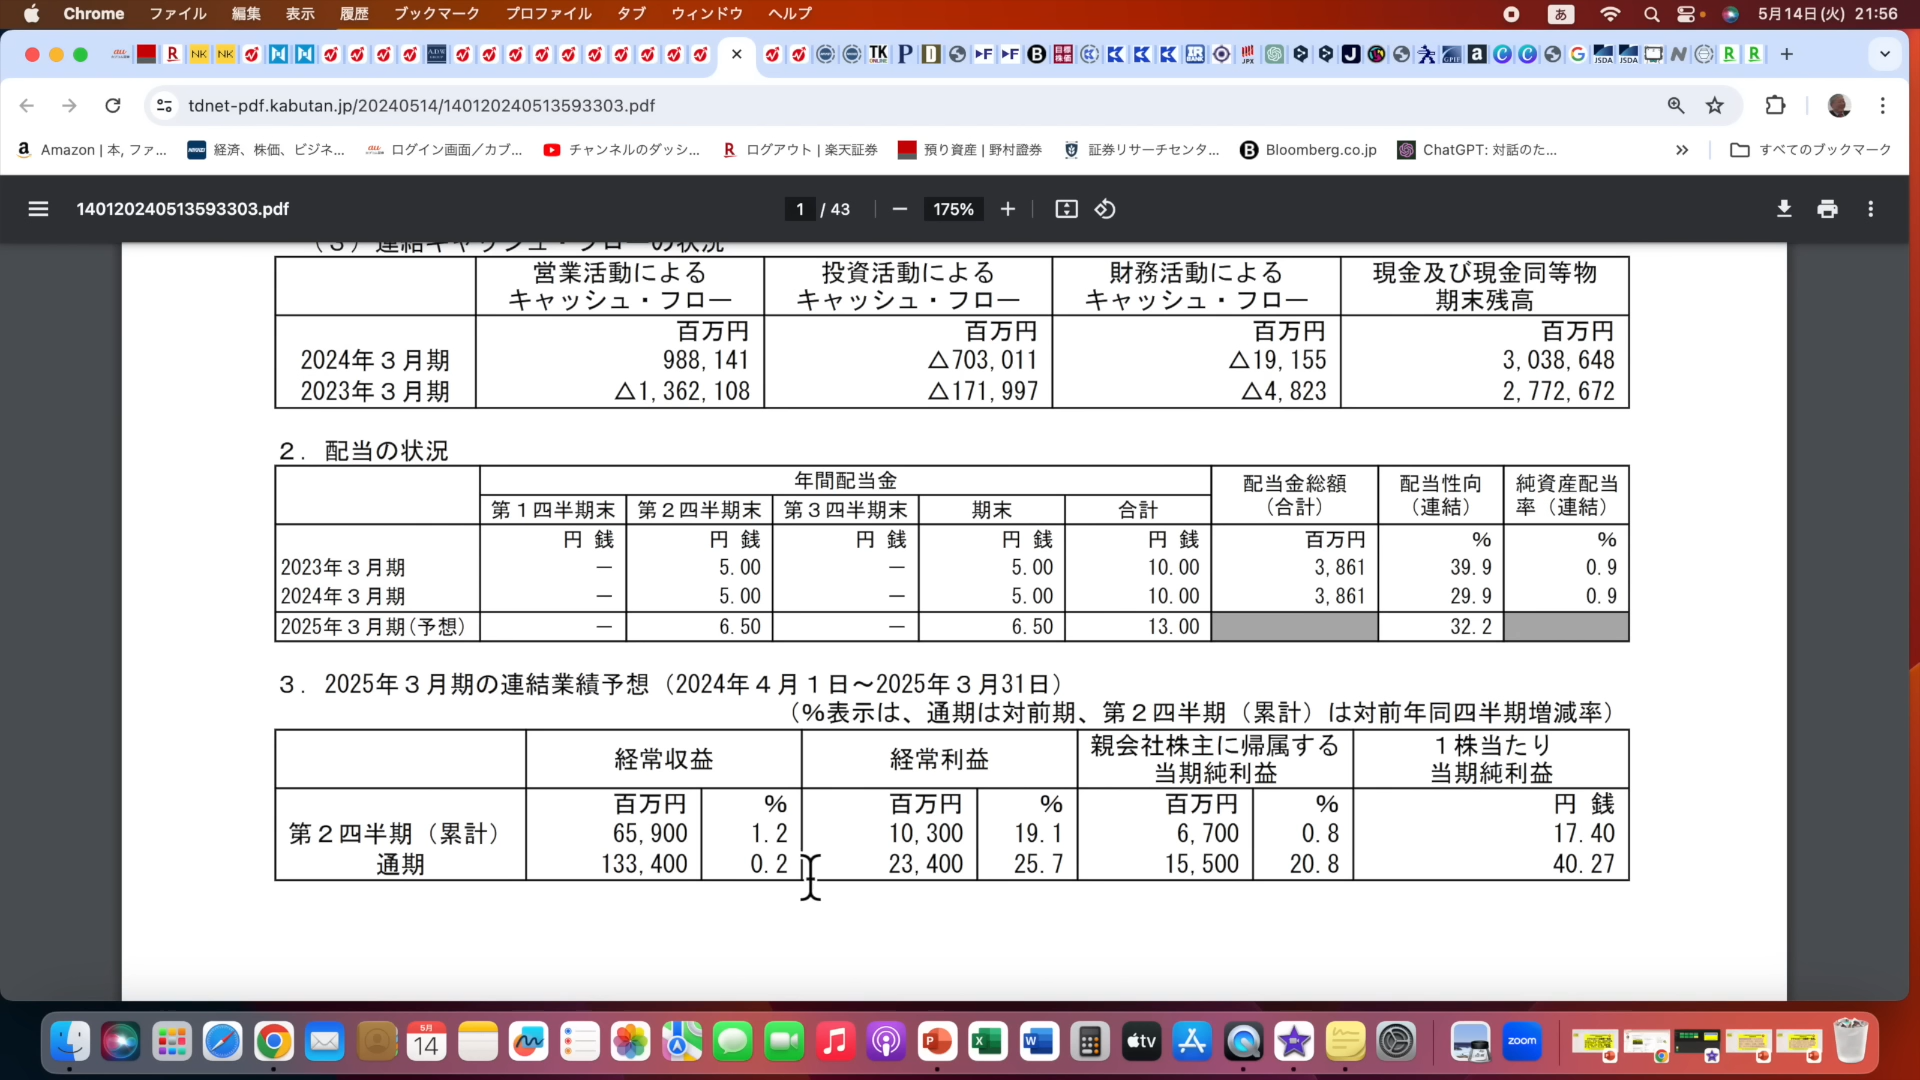 Chrome ファイル 編集 表示 履歴 ブックマーク プロファイル タブ ウィンドウ ヘルプ あ 5月14日(火) 21:56
tdnet-pdf.kabutan.jp/20240514/140120240513593303.pdf
Amazon | 本, ファ... 経済、株価、ビジネ... ログイン画面／カブ... チャンネルのダッシ... ログアウト | 楽天証券 預り資産 | 野村證券 証券リサーチセンタ... Bloomberg.co.jp ChatGPT: 対話のた... » すべてのブックマーク
140120240513593303.pdf 1 / 43 175%
（３）連結キャッシュ・フローの状況
営業活動による 投資活動による 財務活動による 現金及び現金同等物
キャッシュ・フロー キャッシュ・フロー キャッシュ・フロー 期末残高
百万円 百万円 百万円 百万円
2024年３月期 988,141 △703,011 △19,155 3,038,648
2023年３月期 △1,362,108 △171,997 △4,823 2,772,672
２．配当の状況
年間配当金 配当金総額（合計） 配当性向（連結） 純資産配当率（連結）
第１四半期末 第２四半期末 第３四半期末 期末 合計
円 銭 円 銭 円 銭 円 銭 円 銭 百万円 % %
2023年３月期 － 5.00 － 5.00 10.00 3,861 39.9 0.9
2024年３月期 － 5.00 － 5.00 10.00 3,861 29.9 0.9
2025年３月期(予想) － 6.50 － 6.50 13.00 32.2
３．2025年３月期の連結業績予想（2024年４月１日～2025年３月31日）
（％表示は、通期は対前期、第２四半期（累計）は対前年同四半期増減率）
経常収益 経常利益 親会社株主に帰属する当期純利益 １株当たり当期純利益
百万円 % 百万円 % 百万円 % 円 銭
第２四半期（累計） 65,900 1.2 10,300 19.1 6,700 0.8 17.40
通期 133,400 0.2 23,400 25.7 15,500 20.8 40.27
5月
14
tv
zoom